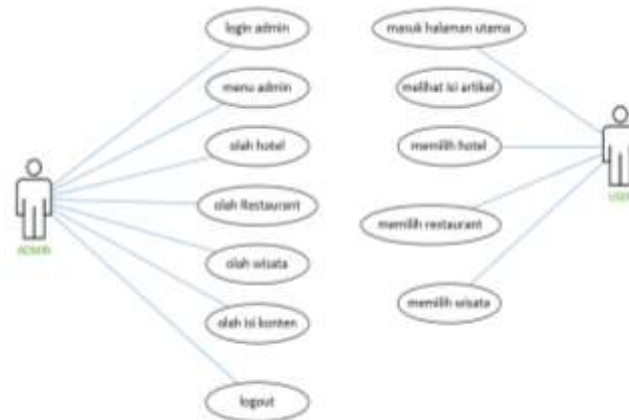 login admin
masuk halaman utama
menu admin
melihat isi artikel
olah hotel
memilih hotel
ADMIN
USER
olah Restaurant
memilih restaurant
olah wisata
memilih wisata
olah isi konten
logout